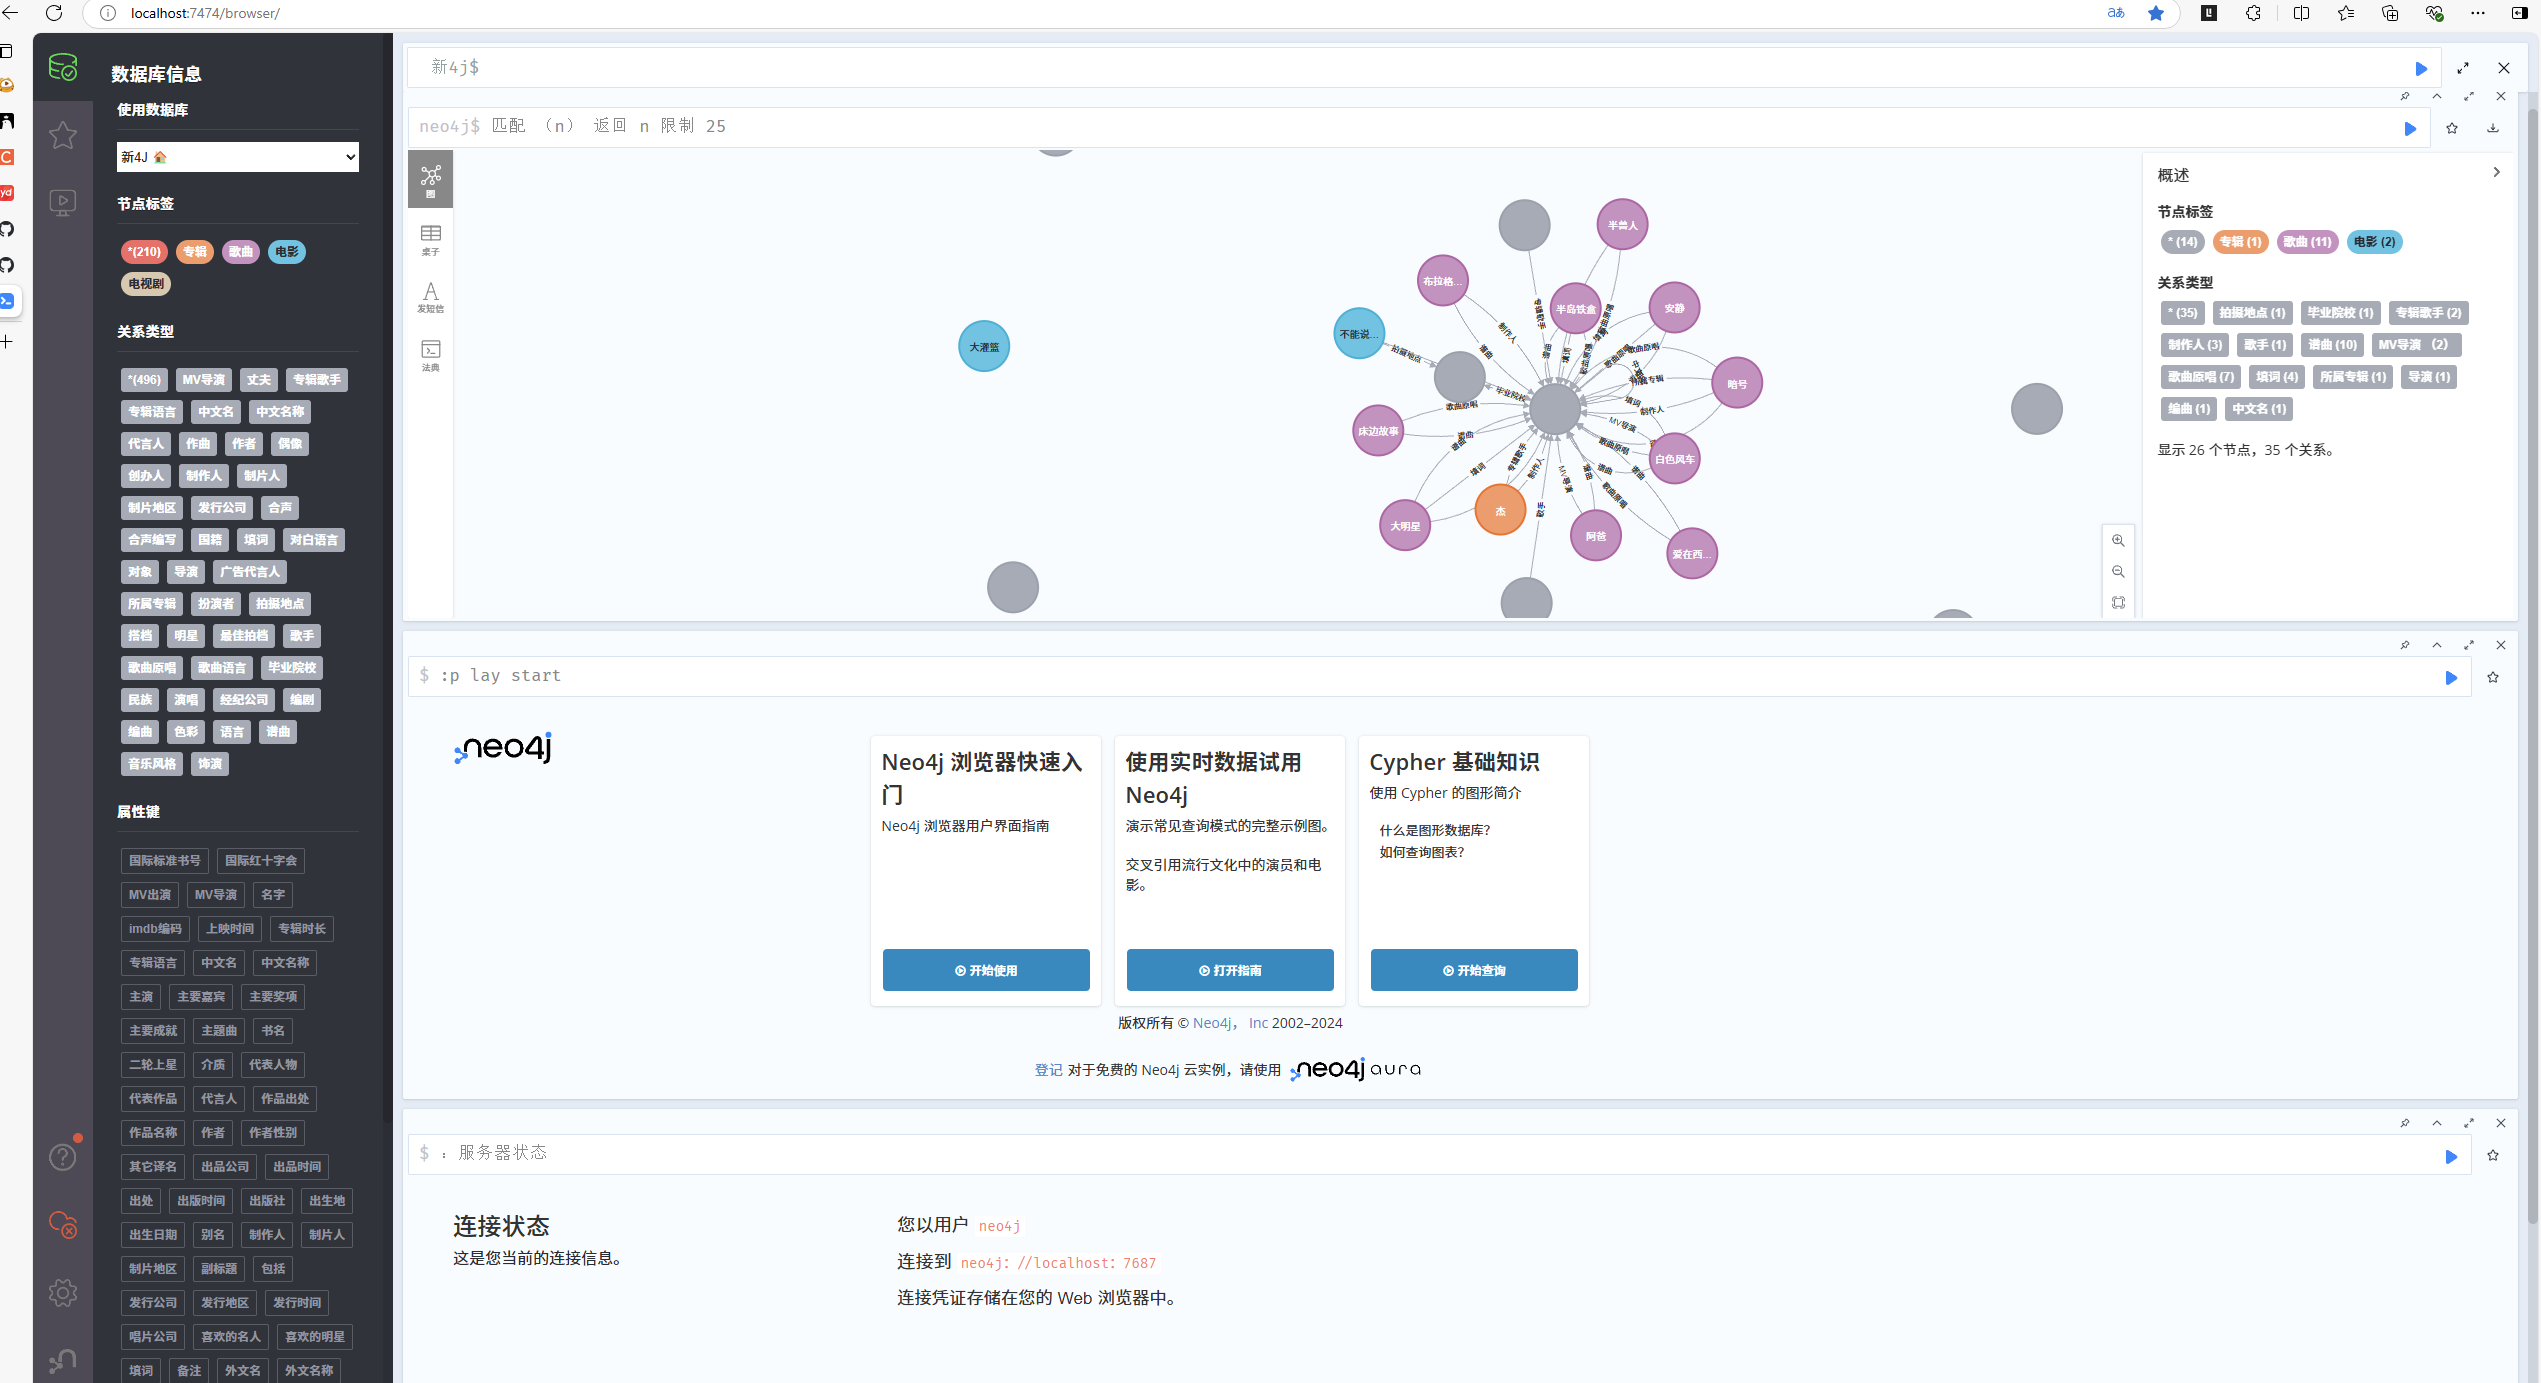 localhost:7474/browser/
数据库信息
使用数据库
新4J
节点标签
*(210) 专辑 歌曲 电影
电视剧
关系类型
*(496) MV导演 丈夫 专辑歌手
专辑语言 中文名 中文名称
代言人 作曲 作者 偶像
创办人 制作人 制片人
制片地区 发行公司 合声
合声编写 国籍 填词 对白语言
对象 导演 广告代言人
所属专辑 扮演者 拍摄地点
搭档 明星 最佳拍档 歌手
歌曲原唱 歌曲语言 毕业院校
民族 演唱 经纪公司 编剧
编曲 色彩 语言 谱曲
音乐风格 饰演
属性键
国际标准书号 国际红十字会
MV出演 MV导演 名字
imdb编码 上映时间 专辑时长
专辑语言 中文名 中文名称
主演 主要嘉宾 主要奖项
主要成就 主题曲 书名
二轮上星 介质 代表人物
代表作品 代言人 作品出处
作品名称 作者 作者性别
其它译名 出品公司 出品时间
出处 出版时间 出版社 出生地
出生日期 别名 制作人 制片人
制片地区 副标题 包括
发行公司 发行地区 发行时间
唱片公司 喜欢的名人 喜欢的明星
填词 备注 外文名 外文名称
新4j$
neo4j$ 匹配 （n） 返回 n 限制 25
图
桌子
发短信
法典
半兽人
布拉格...
半岛铁盒
安静
不能说...
大灌篮
暗号
床边故事
白色风车
大明星
杰
阿爸
爱在西...
拍摄地点
毕业院校
歌曲原唱
谱曲
制作人
填词
专辑歌手
MV导演
歌手
概述
节点标签
* (14) 专辑 (1) 歌曲 (11) 电影 (2)
关系类型
* (35) 拍摄地点 (1) 毕业院校 (1) 专辑歌手 (2)
制作人 (3) 歌手 (1) 谱曲 (10) MV导演 （2）
歌曲原唱 (7) 填词 (4) 所属专辑 (1) 导演 (1)
编曲 (1) 中文名 (1)
显示 26 个节点，35 个关系。
$ :p lay start
neo4j
Neo4j 浏览器快速入门
Neo4j 浏览器用户界面指南
开始使用
使用实时数据试用 Neo4j
演示常见查询模式的完整示例图。
交叉引用流行文化中的演员和电影。
打开指南
Cypher 基础知识
使用 Cypher 的图形简介
什么是图形数据库?
如何查询图表?
开始查询
版权所有 © Neo4j， Inc 2002–2024
登记 对于免费的 Neo4j 云实例，请使用 neo4j aura
$ ：服务器状态
连接状态
这是您当前的连接信息。
您以用户 neo4j
连接到 neo4j：//localhost：7687
连接凭证存储在您的 Web 浏览器中。